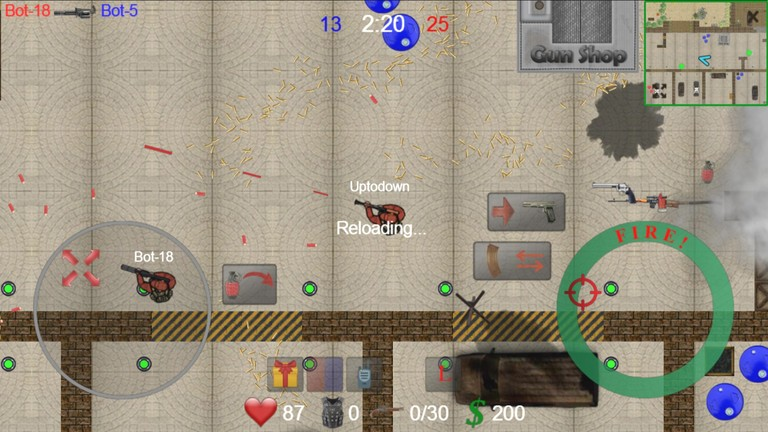 Bot-18 Bot-5
13 2:20 25
Gun Shop
Uptodown
Reloading...
FIRE!
Bot-18
87 0 0/30 $ 200